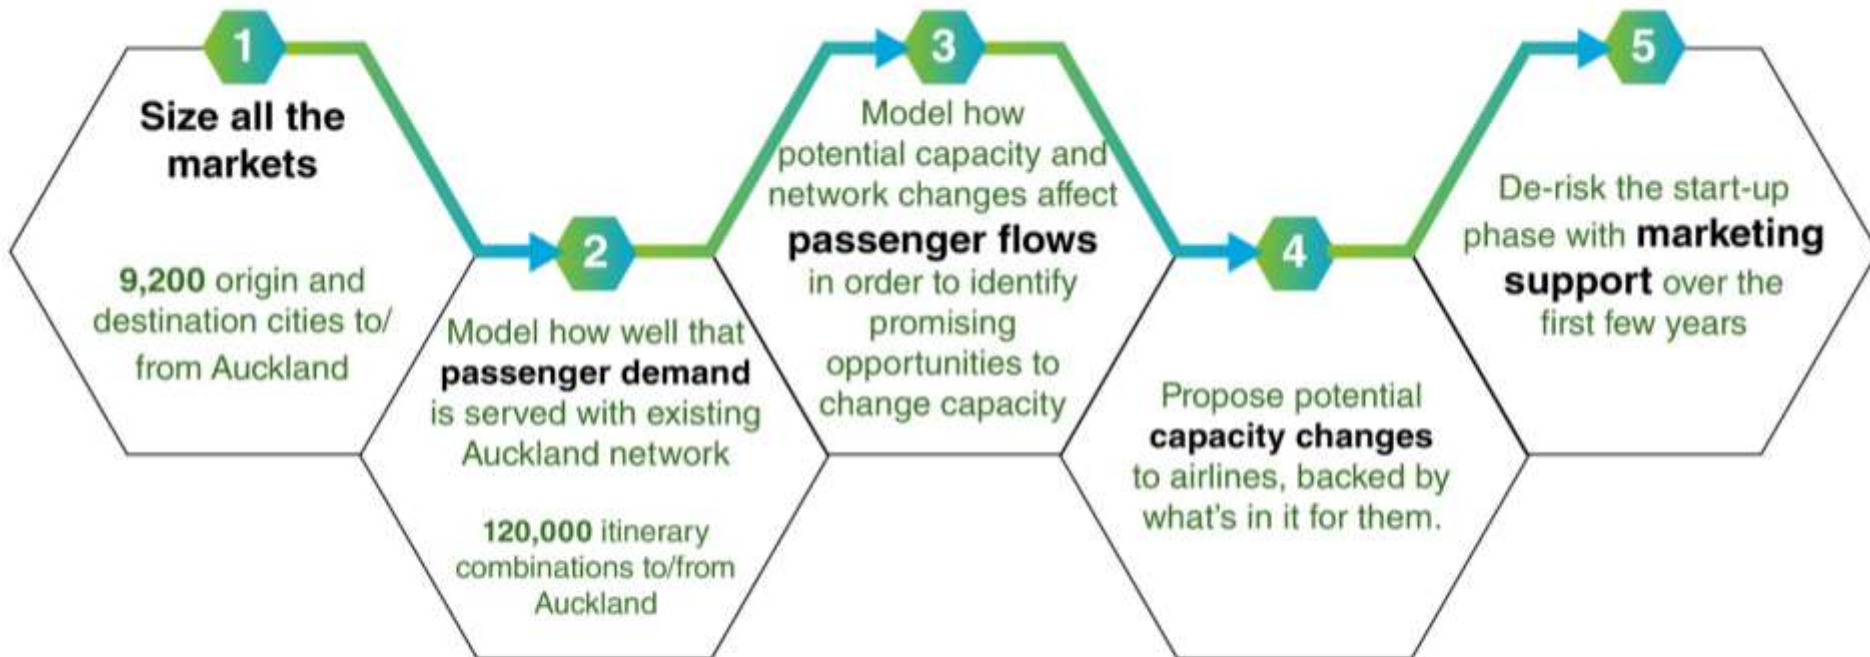 1
Size all the
markets
9,200 origin and
destination cities to/
from Auckland
2
Model how well that
passenger demand
is served with existing
Auckland network
120,000 itinerary
combinations to/from
Auckland
3
Model how
potential capacity and
network changes affect
passenger flows
in order to identify
promising
opportunities to
change capacity
4
Propose potential
capacity changes
to airlines, backed by
what's in it for them.
5
De-risk the start-up
phase with marketing
support over the
first few years